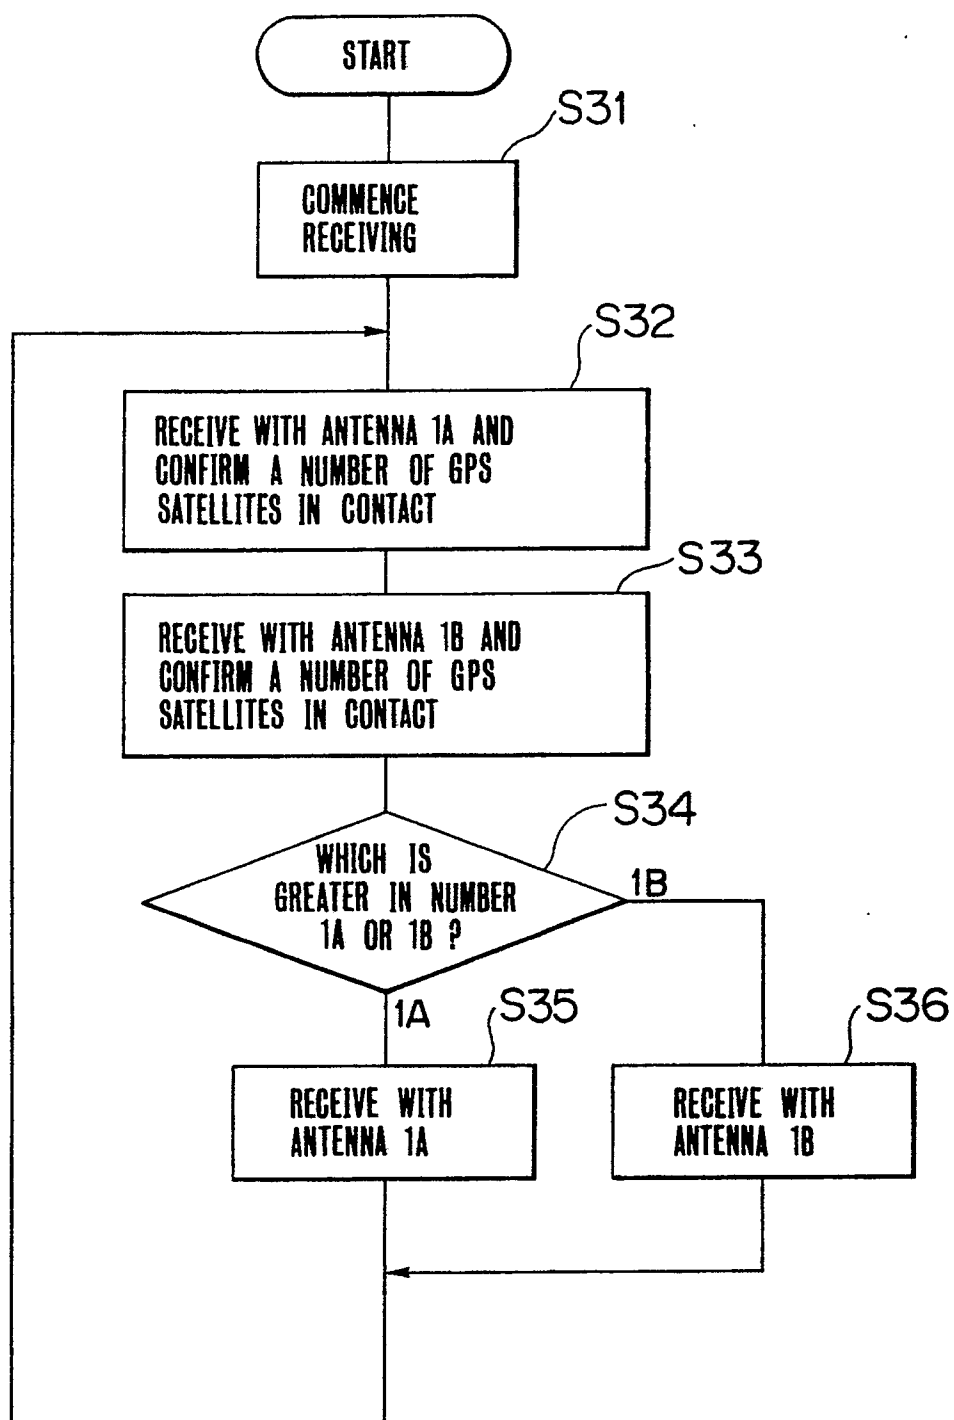 START
S31
COMMENCE
RECEIVING
S32
RECEIVE WITH ANTENNA 1A AND
CONFIRM A NUMBER OF GPS
SATELLITES IN CONTACT
S33
RECEIVE WITH ANTENNA 1B AND
CONFIRM A NUMBER OF GPS
SATELLITES IN CONTACT
S34
WHICH IS
GREATER IN NUMBER
1A OR 1B ?
1B
1A
S35
S36
RECEIVE WITH
ANTENNA 1A
RECEIVE WITH
ANTENNA 1B